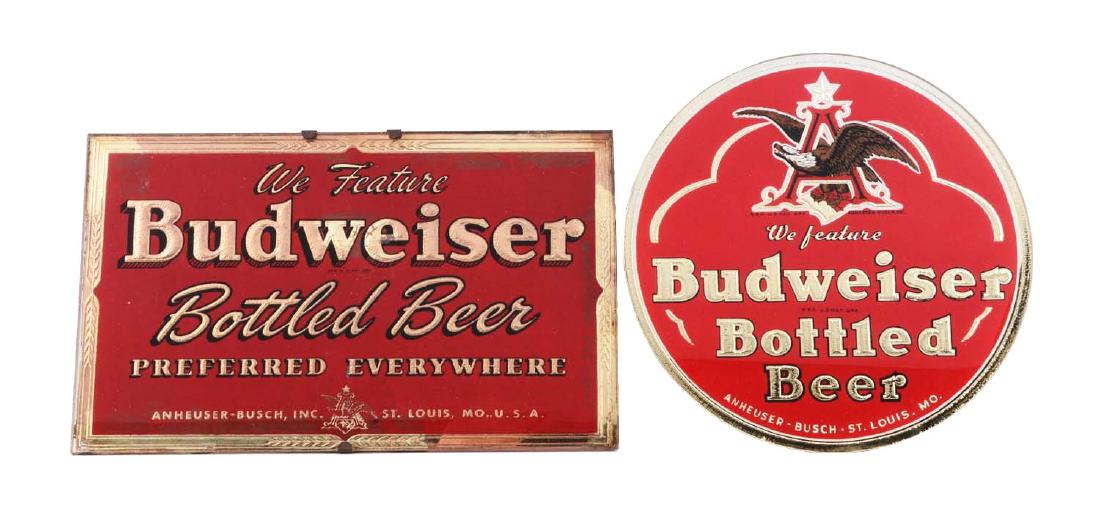 We Feature
Budweiser
Bottled Beer
PREFERRED EVERYWHERE
ANHEUSER-BUSCH, INC. ST. LOUIS, MO., U.S.A.
A
We feature
Budweiser
Bottled
Beer
ANHEUSER - BUSCH · ST. LOUIS, MO.